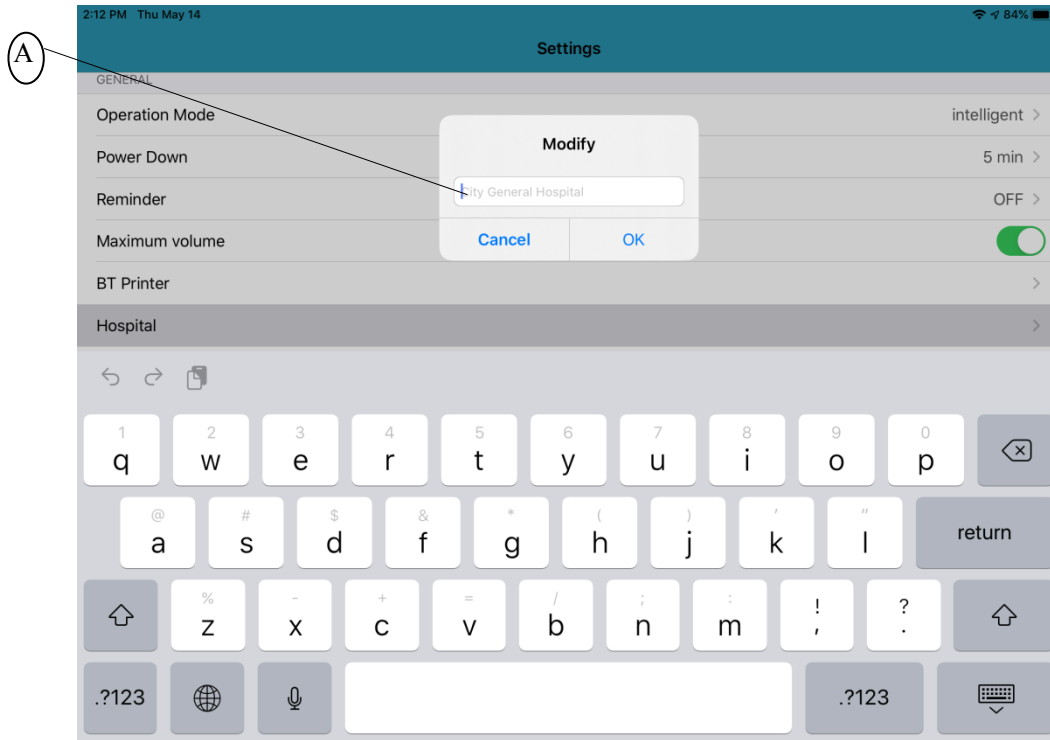 2:12 PM Thu May 14 84%
A
Settings
GENERAL
Operation Mode intelligent
Modify
Power Down 5 min
City General Hospital
Reminder OFF
Maximum volume
Cancel OK
BT Printer
Hospital
1 2 3 4 5 6 7 8 9 0
q w e r t y u i o p
@ # $ & * ( ) ' "
a s d f g h j k l return
% - + = / ; : ! ?
z x c v b n m , .
.?123 .?123